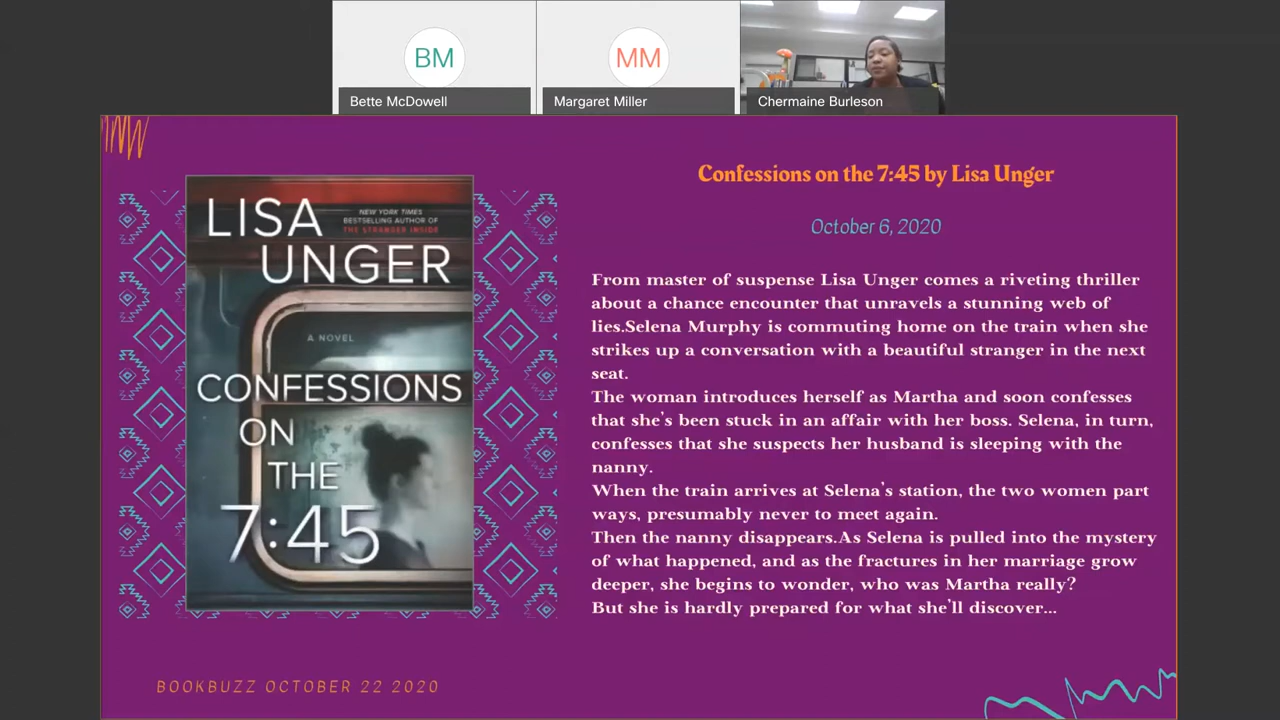 BM
MM
Bette McDowell
Margaret Miller
Chermaine Burleson
LISA
UNGER
NEW YORK TIMES
BESTSELLING AUTHOR OF
THE STRANGER INSIDE
A NOVEL
CONFESSIONS
ON
THE
7:45
Confessions on the 7:45 by Lisa Unger
October 6, 2020
From master of suspense Lisa Unger comes a riveting thriller
about a chance encounter that unravels a stunning web of
lies.Selena Murphy is commuting home on the train when she
strikes up a conversation with a beautiful stranger in the next
seat.
The woman introduces herself as Martha and soon confesses
that she's been stuck in an affair with her boss. Selena, in turn,
confesses that she suspects her husband is sleeping with the
nanny.
When the train arrives at Selena's station, the two women part
ways, presumably never to meet again.
Then the nanny disappears.As Selena is pulled into the mystery
of what happened, and as the fractures in her marriage grow
deeper, she begins to wonder, who was Martha really?
But she is hardly prepared for what she'll discover...
BOOKBUZZ OCTOBER 22 2020